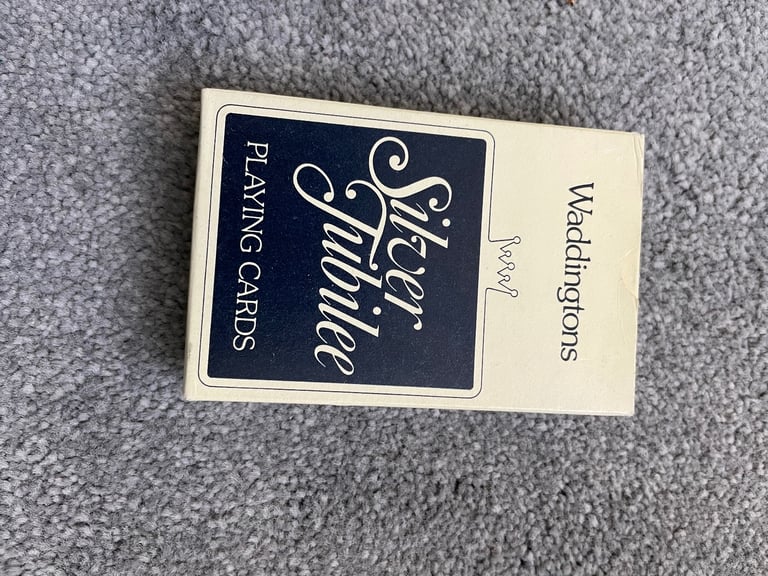 Waddingtons
Silver
Jubilee
PLAYING CARDS